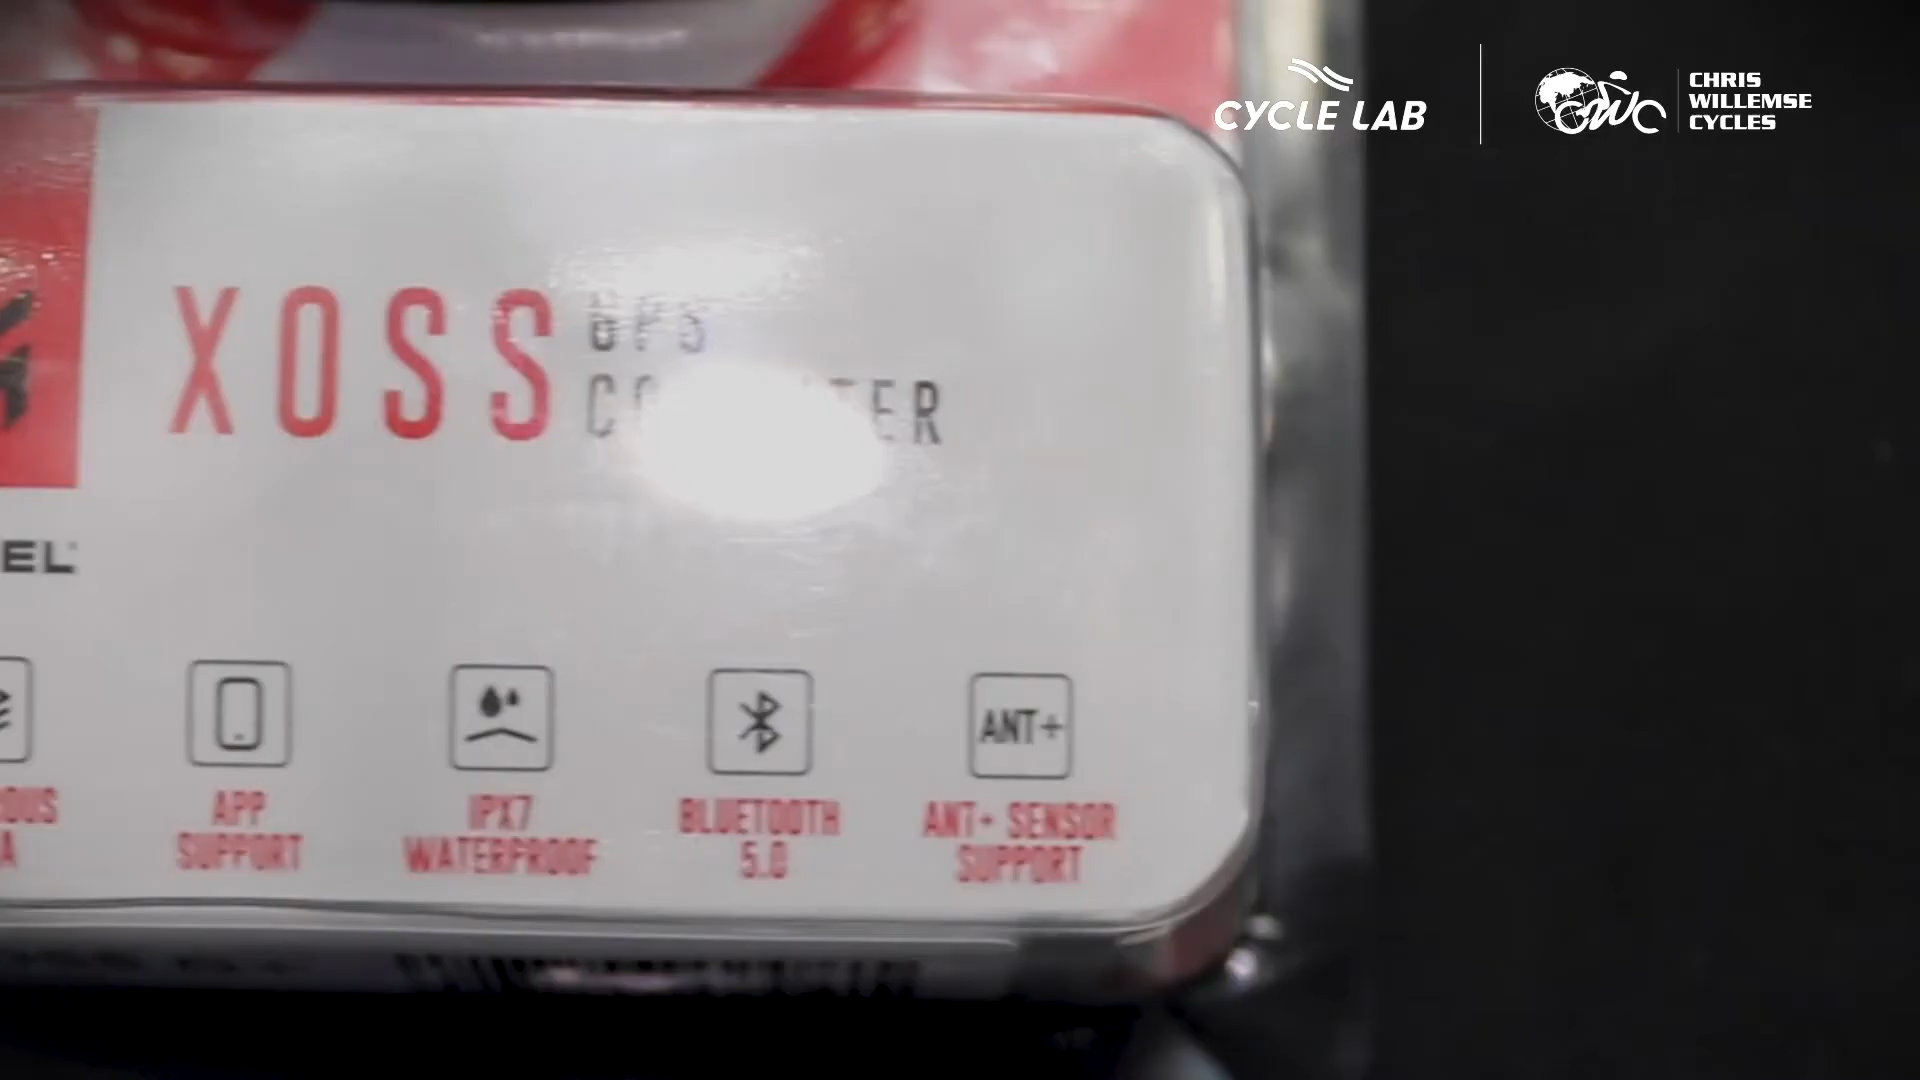 CYCLE LAB
CHRIS
WILLEMSE
CYCLES
XOSS
GPS
EL
ANT+
APP
SUPPORT
IPX7
WATERPROOF
BLUETOOTH
5.0
ANT+ SENSOR
SUPPORT